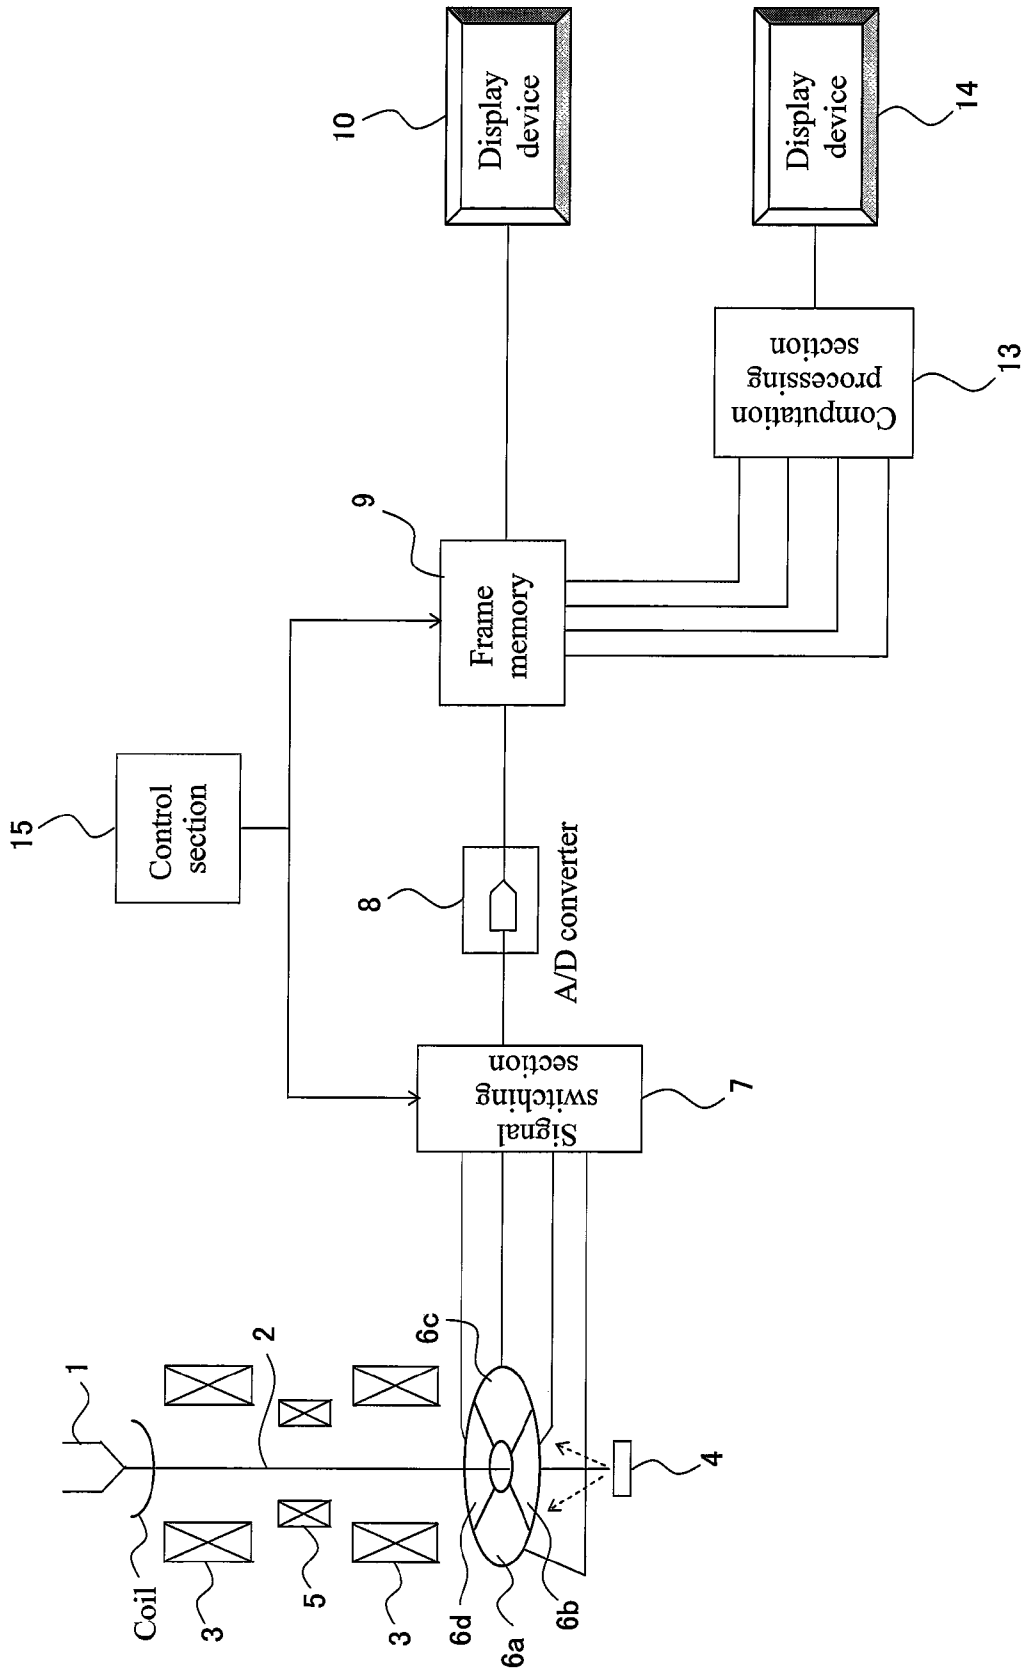 1
Coil
2
3
5
3
6c
6d
6a
6b
4
Signal
switching
section
7
8
A/D converter
15
Control
section
9
Frame
memory
10
Display
device
Computation
processing
section
13
Display
device
14